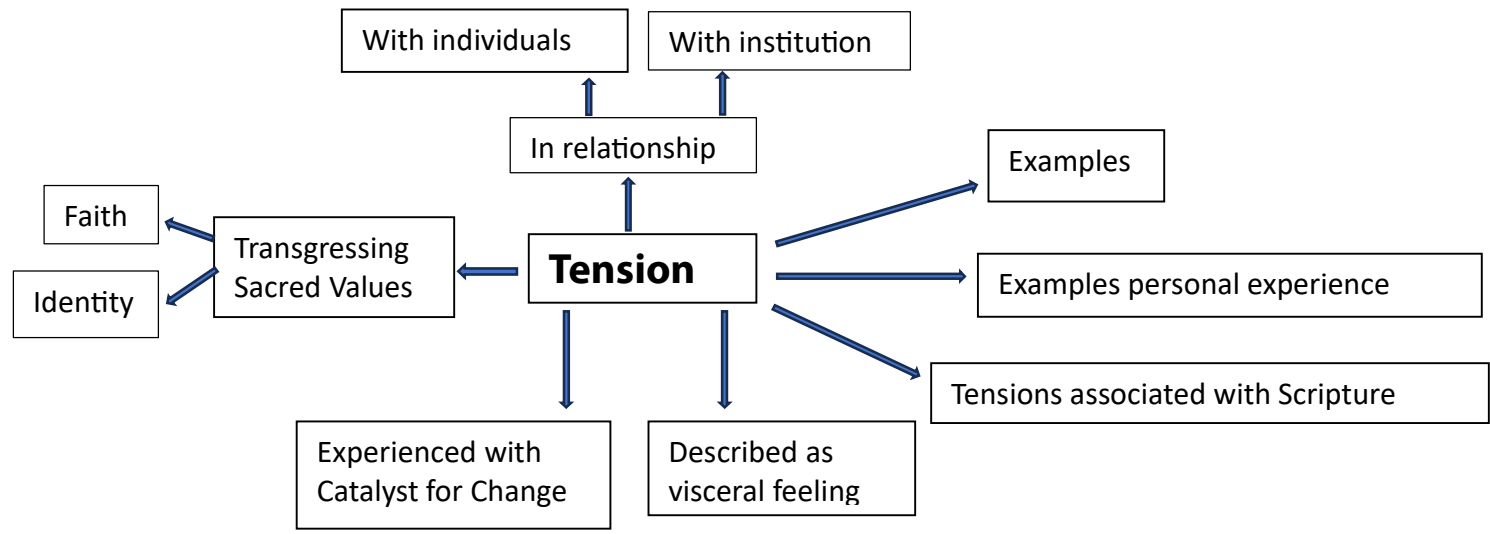 With individuals
With institution
In relationship
Examples
Faith
Transgressing
Sacred Values
Tension
Identity
Examples personal experience
Tensions associated with Scripture
Experienced with
Catalyst for Change
Described as
visceral feeling